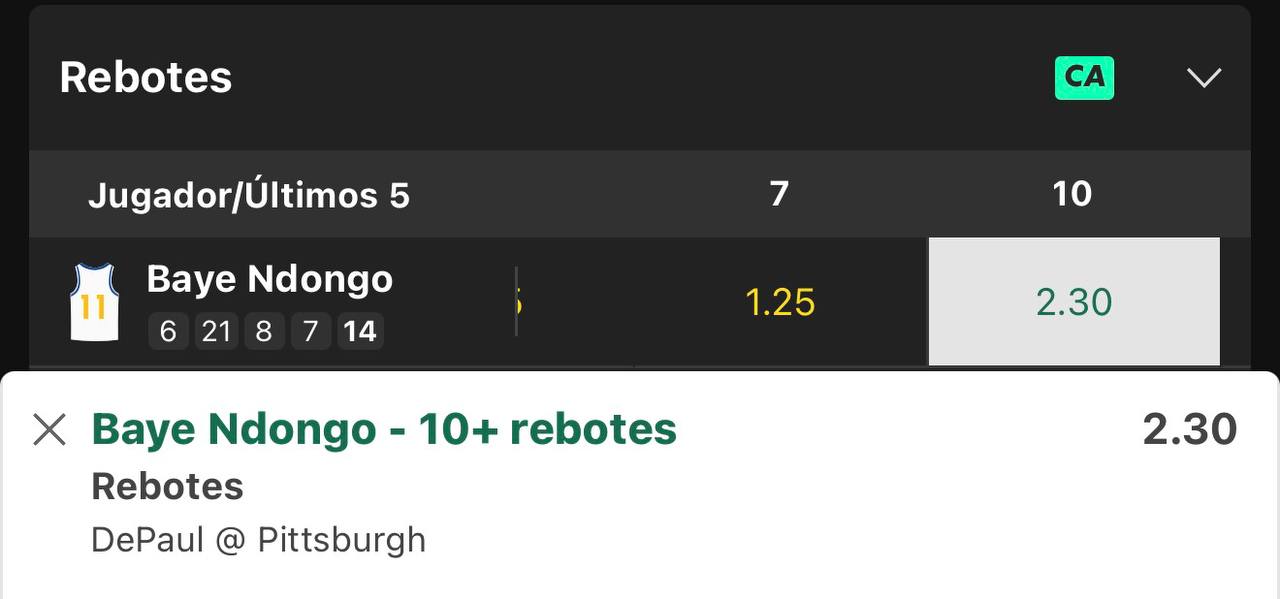 Rebotes CA
Jugador/Últimos 5 7 10
11 Baye Ndongo 1.25 2.30
6 21 8 7 14
Baye Ndongo - 10+ rebotes 2.30
Rebotes
DePaul @ Pittsburgh